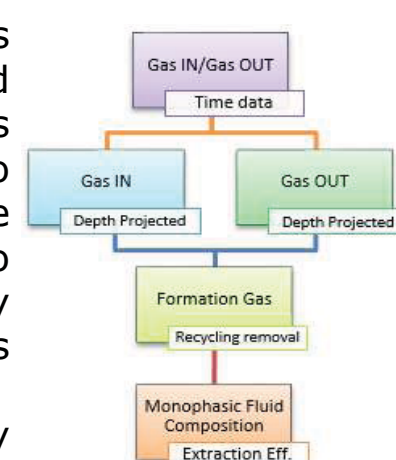 Gas IN/Gas OUT
Time data
Gas IN
Depth Projected
Gas OUT
Depth Projected
Formation Gas
Recycling removal
Monophasic Fluid
Composition
Extraction Eff.